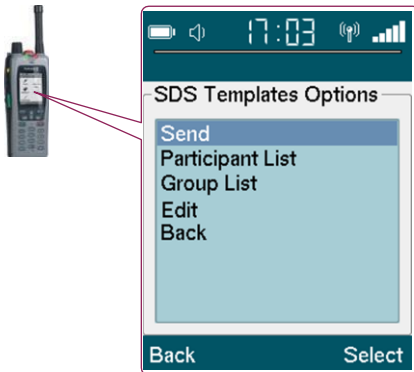 17:03
SDS Templates Options
Send
Participant List
Group List
Edit
Back
Back Select